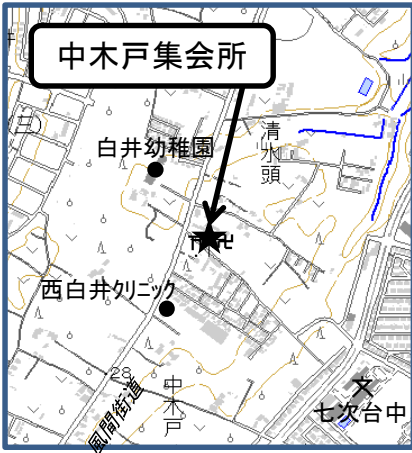 中木戸集会所
清水頭
白井幼稚園
西白井クリニック
28
中木戸
風間街道
文
七次台中